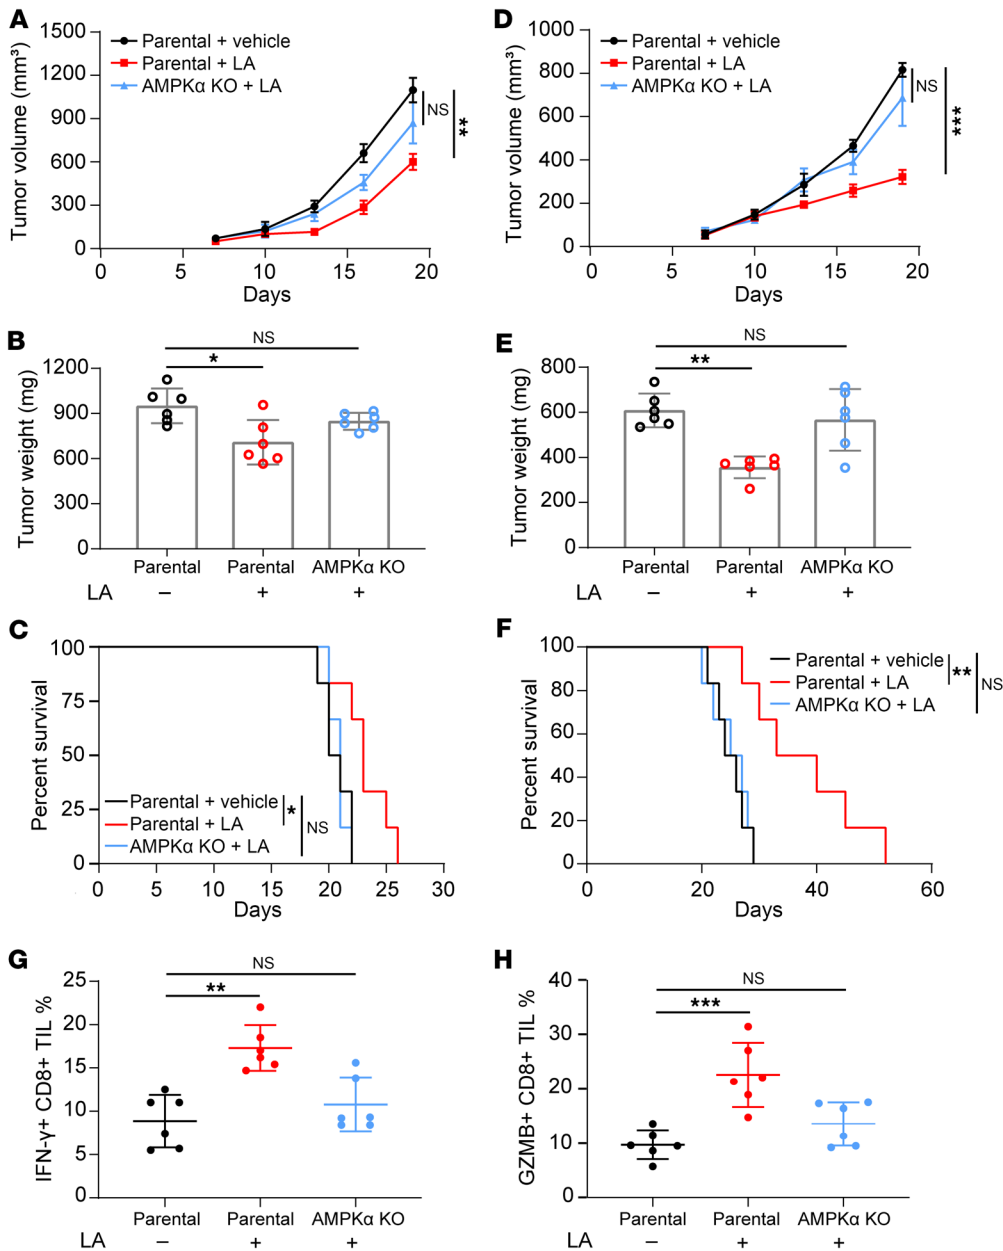 A
Tumor volume (mm³)
1500
1200
900
600
300
0
Parental + vehicle
Parental + LA
AMPKα KO + LA
NS
**
0
5
10
15
20
Days
D
Tumor volume (mm³)
1000
800
600
400
200
0
Parental + vehicle
Parental + LA
AMPKα KO + LA
NS
***
0
5
10
15
20
Days
B
Tumor weight (mg)
1200
900
600
300
0
NS
*
Parental
Parental
AMPKα KO
LA
–
+
+
E
Tumor weight (mg)
800
600
400
200
0
NS
**
Parental
Parental
AMPKα KO
LA
–
+
+
C
Percent survival
100
75
50
25
0
Parental + vehicle
Parental + LA
AMPKα KO + LA
*
NS
0
5
10
15
20
25
30
Days
F
Percent survival
100
80
60
40
20
0
Parental + vehicle
Parental + LA
AMPKα KO + LA
**
NS
0
20
40
60
Days
G
IFN-γ+ CD8+ TIL %
25
20
15
10
5
0
NS
**
Parental
Parental
AMPKα KO
LA
–
+
+
H
GZMB+ CD8+ TIL %
40
30
20
10
0
NS
***
Parental
Parental
AMPKα KO
LA
–
+
+